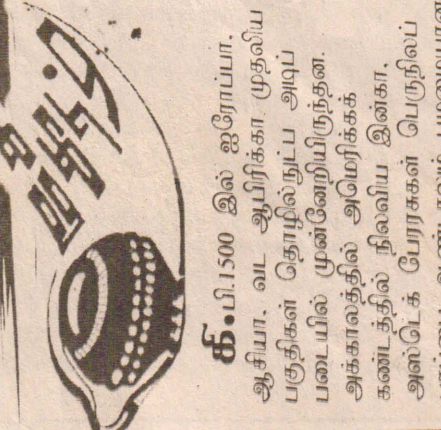 கி.பி.1500 இல் ஐரோப்பா,
ஆசியா, வட ஆபிரிக்கா முதலிய
பகுதிகள் தொழில்நுட்ப அடிப்
படையில் முன்னேறியிருந்தன.
அக்காலத்தில் அமெரிக்கக்
கண்டத்தில் நிலவிய இன்கா,
அஸ்டெக் பேரரசுகள் பெருநிலப்